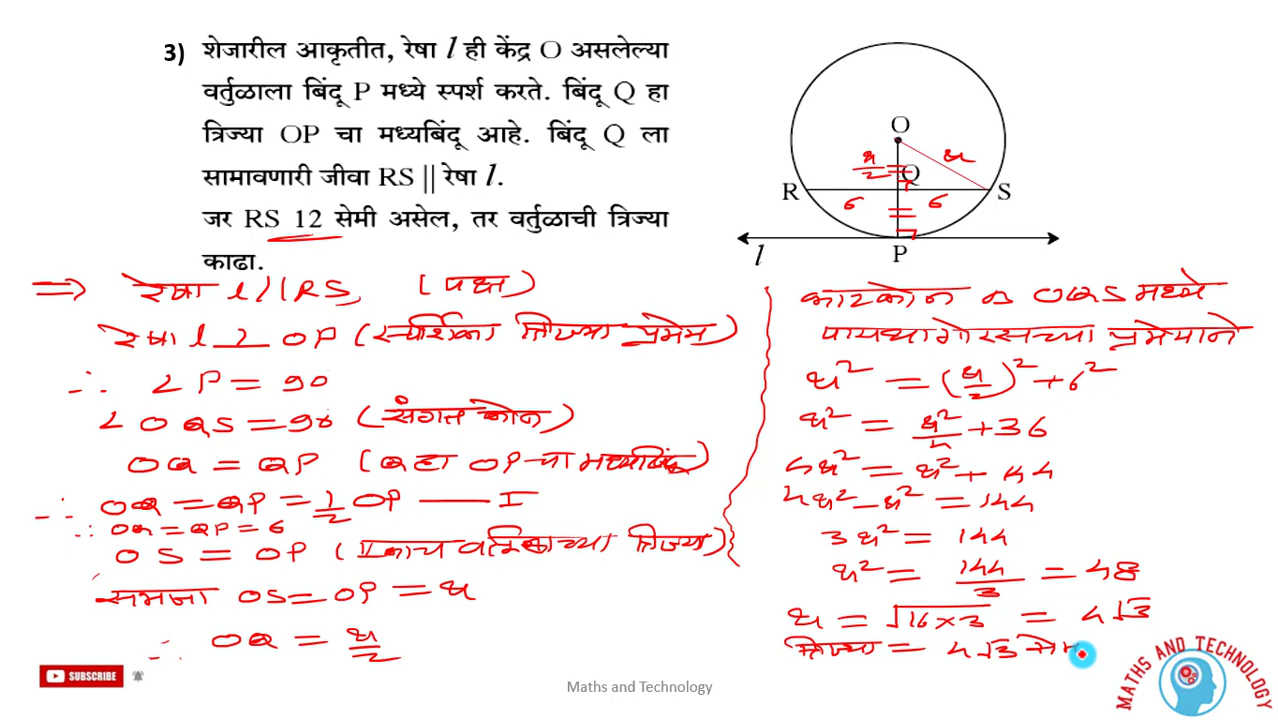 3) शेजारील आकृतीत, रेषा l ही केंद्र O असलेल्या
वर्तुळाला बिंदू P मध्ये स्पर्श करते. बिंदू Q हा
त्रिज्या OP चा मध्यबिंदू आहे. बिंदू Q ला
सामावणारी जीवा RS || रेषा l.
जर RS 12 सेमी असेल, तर वर्तुळाची त्रिज्या
काढा.
O
x/2
x
Q
R
S
6
6
l
P
⇒ रेषा l // RS, (पक्ष)
रेषा l ⊥ OP (स्पर्शिका त्रिज्या प्रमेय)
∴ ∠P = 90
∠OQS = 90 (संगत कोन)
OQ = QP (Q हा OP चा मध्यबिंदू)
∴ OQ = QP = 1/2 OP — I
∴ OQ = QP = 6
OS = OP (एकाच वर्तुळाच्या त्रिज्या)
समजा OS = OP = x
∴ OQ = x/2
काटकोन △ OQS मध्ये
पायथागोरसच्या प्रमेयाने
x² = (x/2)² + 6²
x² = x²/4 + 36
4x² = x² + 144
4x² - x² = 144
3x² = 144
x² = 144/3 = 48
x = √16×3 = 4√3
त्रिज्या = 4√3
SUBSCRIBE
Maths and Technology
MATHS AND TECHNOLOGY